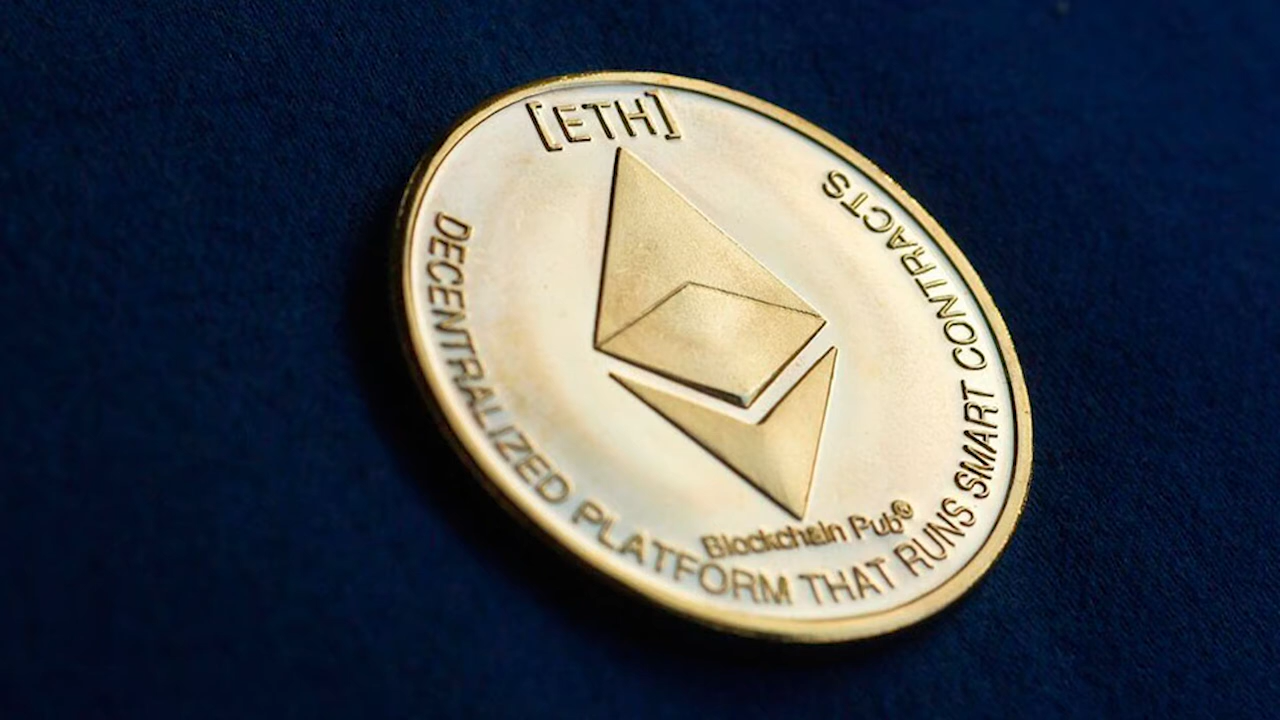 [ETH]
DECENTRALIZED PLATFORM THAT RUNS SMART CONTRACTS
Blockchain Pub®